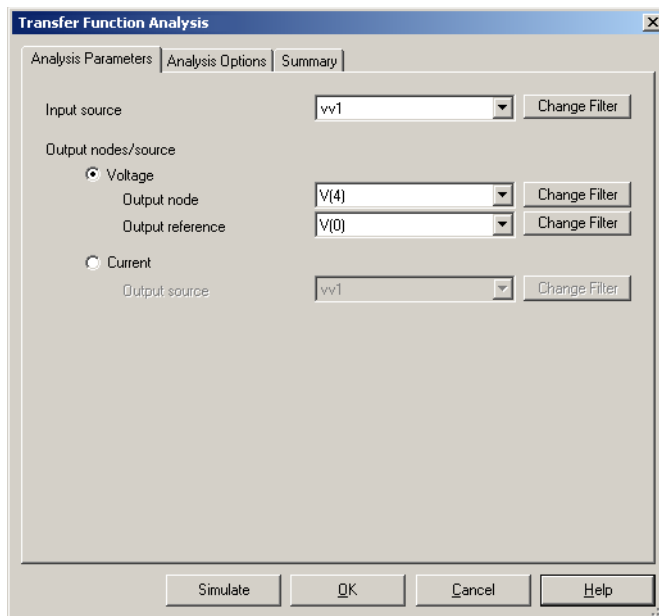 Transfer Function Analysis
Analysis Parameters Analysis Options Summary
Input source vv1 Change Filter
Output nodes/source
Voltage
Output node V(4) Change Filter
Output reference V(0) Change Filter
Current
Output source vv1 Change Filter
Simulate OK Cancel Help